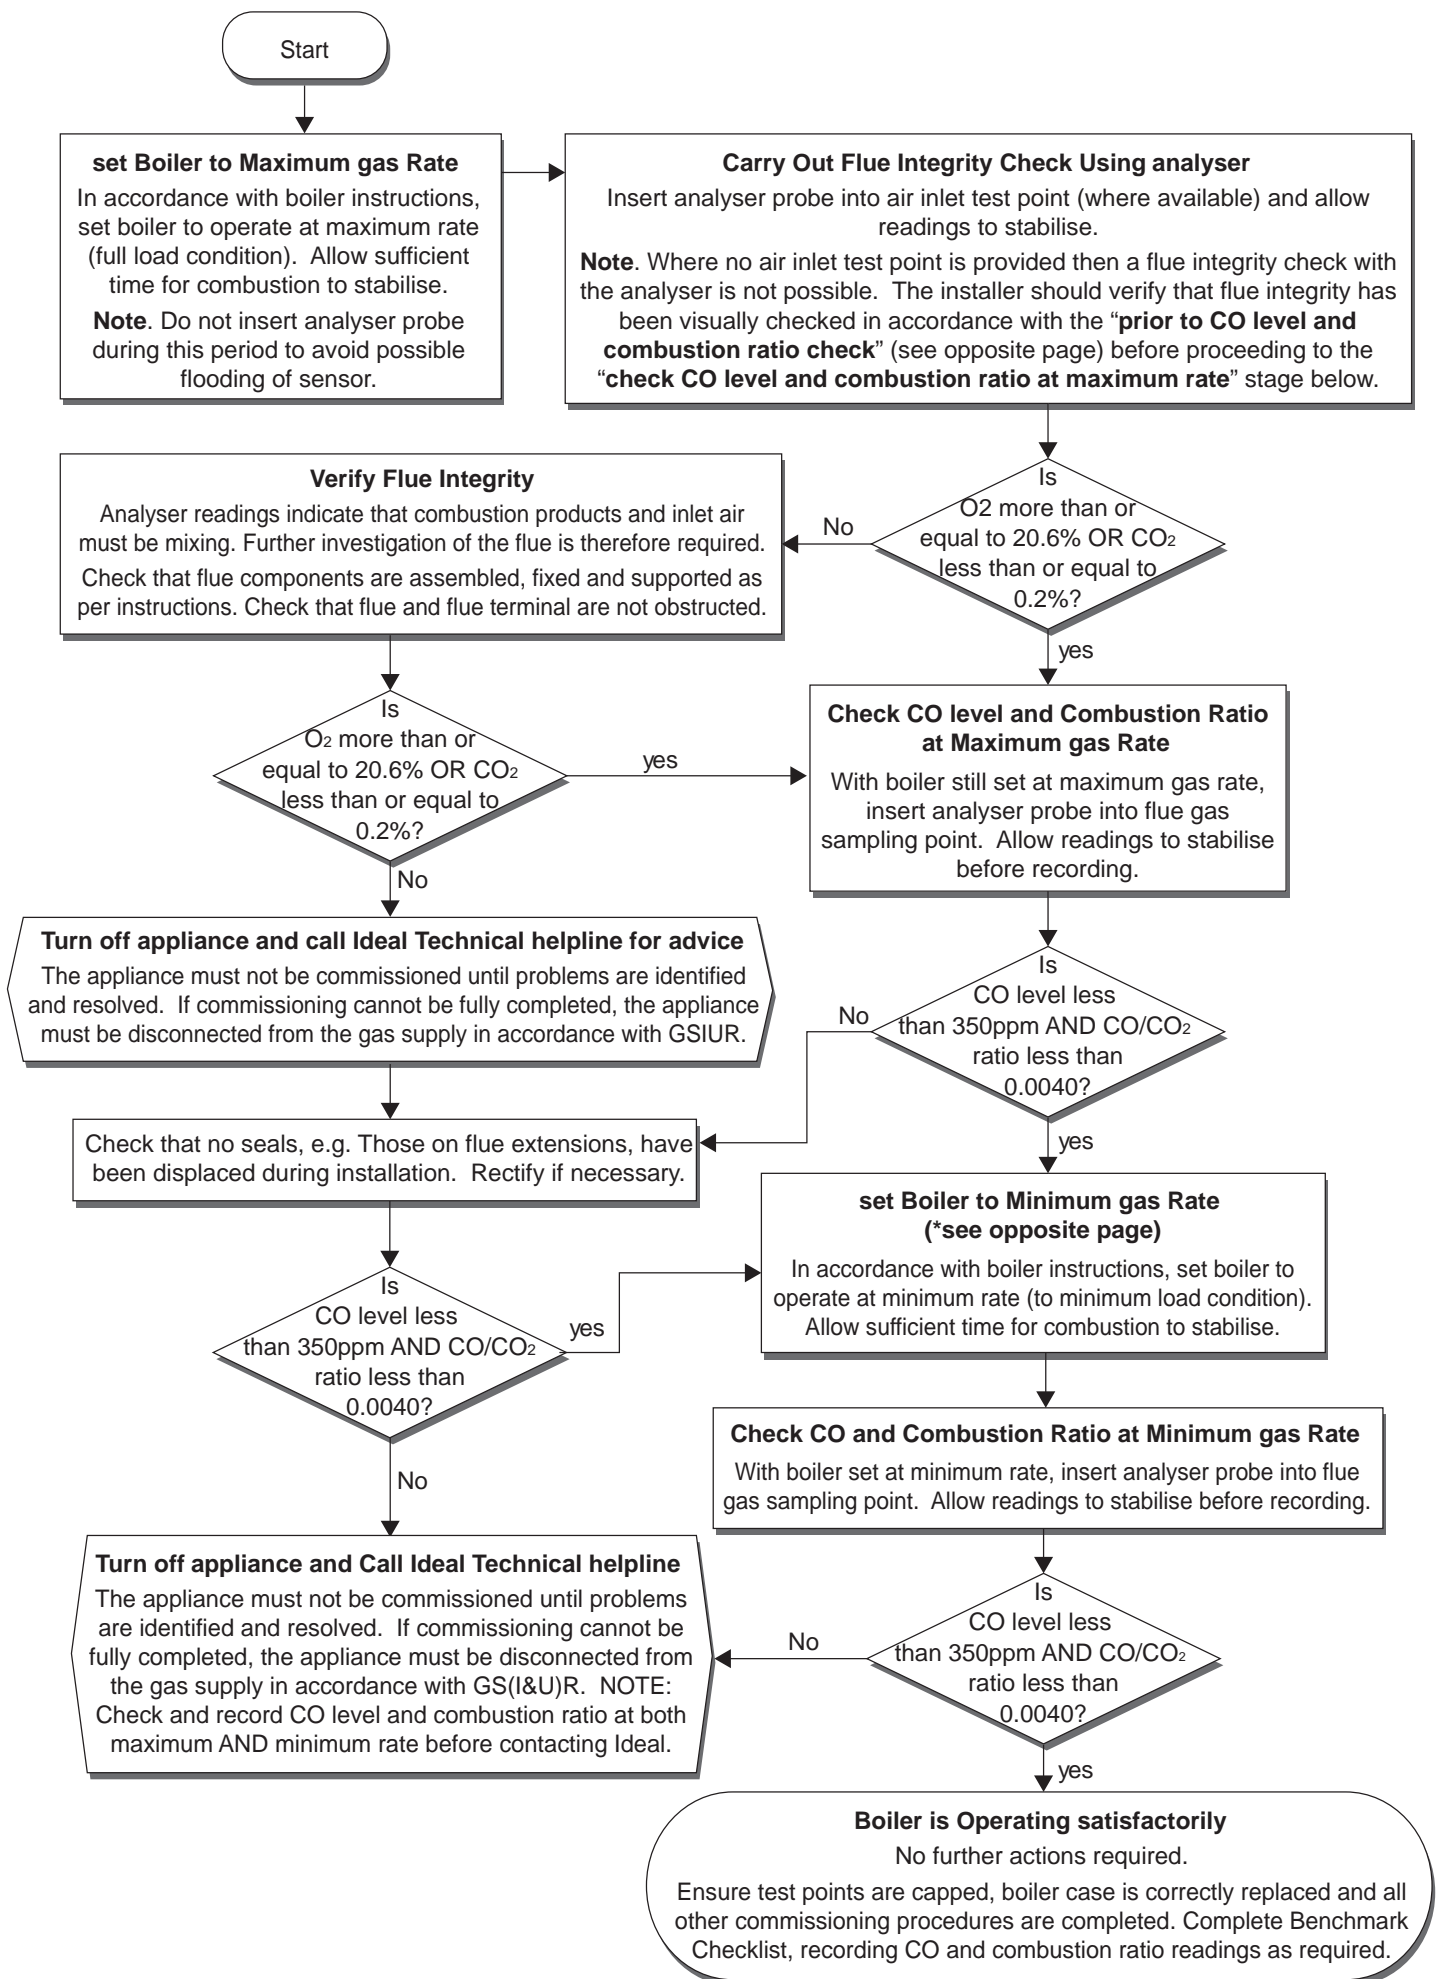 Start
set Boiler to Maximum gas Rate
In accordance with boiler instructions,
set boiler to operate at maximum rate
(full load condition).  Allow sufficient
time for combustion to stabilise.
Note. Do not insert analyser probe
during this period to avoid possible
flooding of sensor.
Carry Out Flue Integrity Check Using analyser
Insert analyser probe into air inlet test point (where available) and allow
readings to stabilise.
Note. Where no air inlet test point is provided then a flue integrity check with
the analyser is not possible.  The installer should verify that flue integrity has
been visually checked in accordance with the “prior to CO level and
combustion ratio check” (see opposite page) before proceeding to the
“check CO level and combustion ratio at maximum rate” stage below.
Is
O2 more than or
equal to 20.6% OR CO2
less than or equal to
0.2%?
No
yes
Verify Flue Integrity
Analyser readings indicate that combustion products and inlet air
must be mixing. Further investigation of the flue is therefore required.
Check that flue components are assembled, fixed and supported as
per instructions. Check that flue and flue terminal are not obstructed.
Is
O2 more than or
equal to 20.6% OR CO2
less than or equal to
0.2%?
yes
No
Check CO level and Combustion Ratio
at Maximum gas Rate
With boiler still set at maximum gas rate,
insert analyser probe into flue gas
sampling point.  Allow readings to stabilise
before recording.
Turn off appliance and call Ideal Technical helpline for advice
The appliance must not be commissioned until problems are identified
and resolved.  If commissioning cannot be fully completed, the appliance
must be disconnected from the gas supply in accordance with GSIUR.
Is
CO level less
than 350ppm AND CO/CO2
ratio less than
0.0040?
No
yes
Check that no seals, e.g. Those on flue extensions, have
been displaced during installation.  Rectify if necessary.
set Boiler to Minimum gas Rate
(*see opposite page)
In accordance with boiler instructions, set boiler to
operate at minimum rate (to minimum load condition).
Allow sufficient time for combustion to stabilise.
Is
CO level less
than 350ppm AND CO/CO2
ratio less than
0.0040?
yes
No
Check CO and Combustion Ratio at Minimum gas Rate
With boiler set at minimum rate, insert analyser probe into flue
gas sampling point.  Allow readings to stabilise before recording.
Turn off appliance and Call Ideal Technical helpline
The appliance must not be commissioned until problems
are identified and resolved.  If commissioning cannot be
fully completed, the appliance must be disconnected from
the gas supply in accordance with GS(I&U)R.  NOTE:
Check and record CO level and combustion ratio at both
maximum AND minimum rate before contacting Ideal.
Is
CO level less
than 350ppm AND CO/CO2
ratio less than
0.0040?
No
yes
Boiler is Operating satisfactorily
No further actions required.
Ensure test points are capped, boiler case is correctly replaced and all
other commissioning procedures are completed. Complete Benchmark
Checklist, recording CO and combustion ratio readings as required.